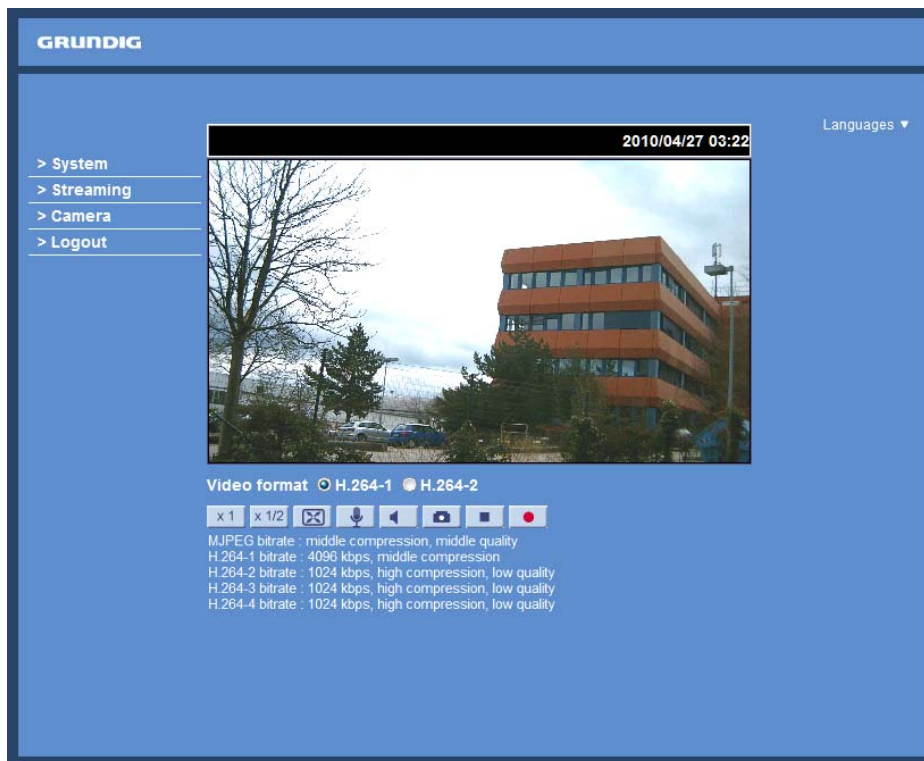 GRUNDIG
Languages ▼
2010/04/27 03:22
> System
> Streaming
> Camera
> Logout
Video format H.264-1 H.264-2
x 1 x 1/2
MJPEG bitrate : middle compression, middle quality
H.264-1 bitrate : 4096 kbps, middle compression
H.264-2 bitrate : 1024 kbps, high compression, low quality
H.264-3 bitrate : 1024 kbps, high compression, low quality
H.264-4 bitrate : 1024 kbps, high compression, low quality